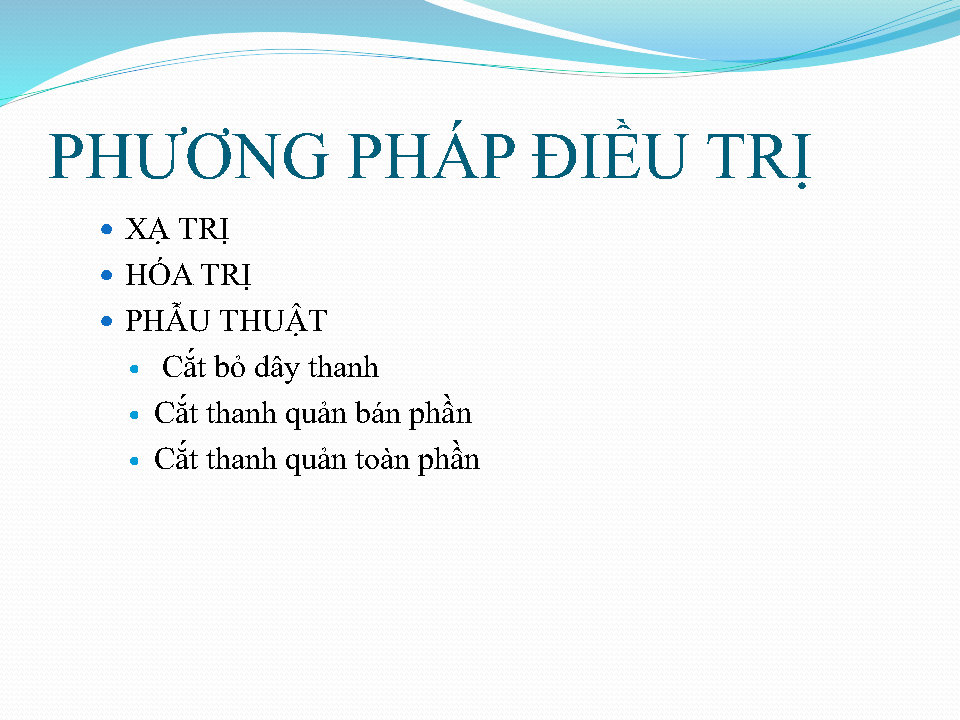 PHƯƠNG PHÁP ĐIỀU TRỊ
XẠ TRỊ
HÓA TRỊ
PHẪU THUẬT
Cắt bỏ dây thanh
Cắt thanh quản bán phần
Cắt thanh quản toàn phần